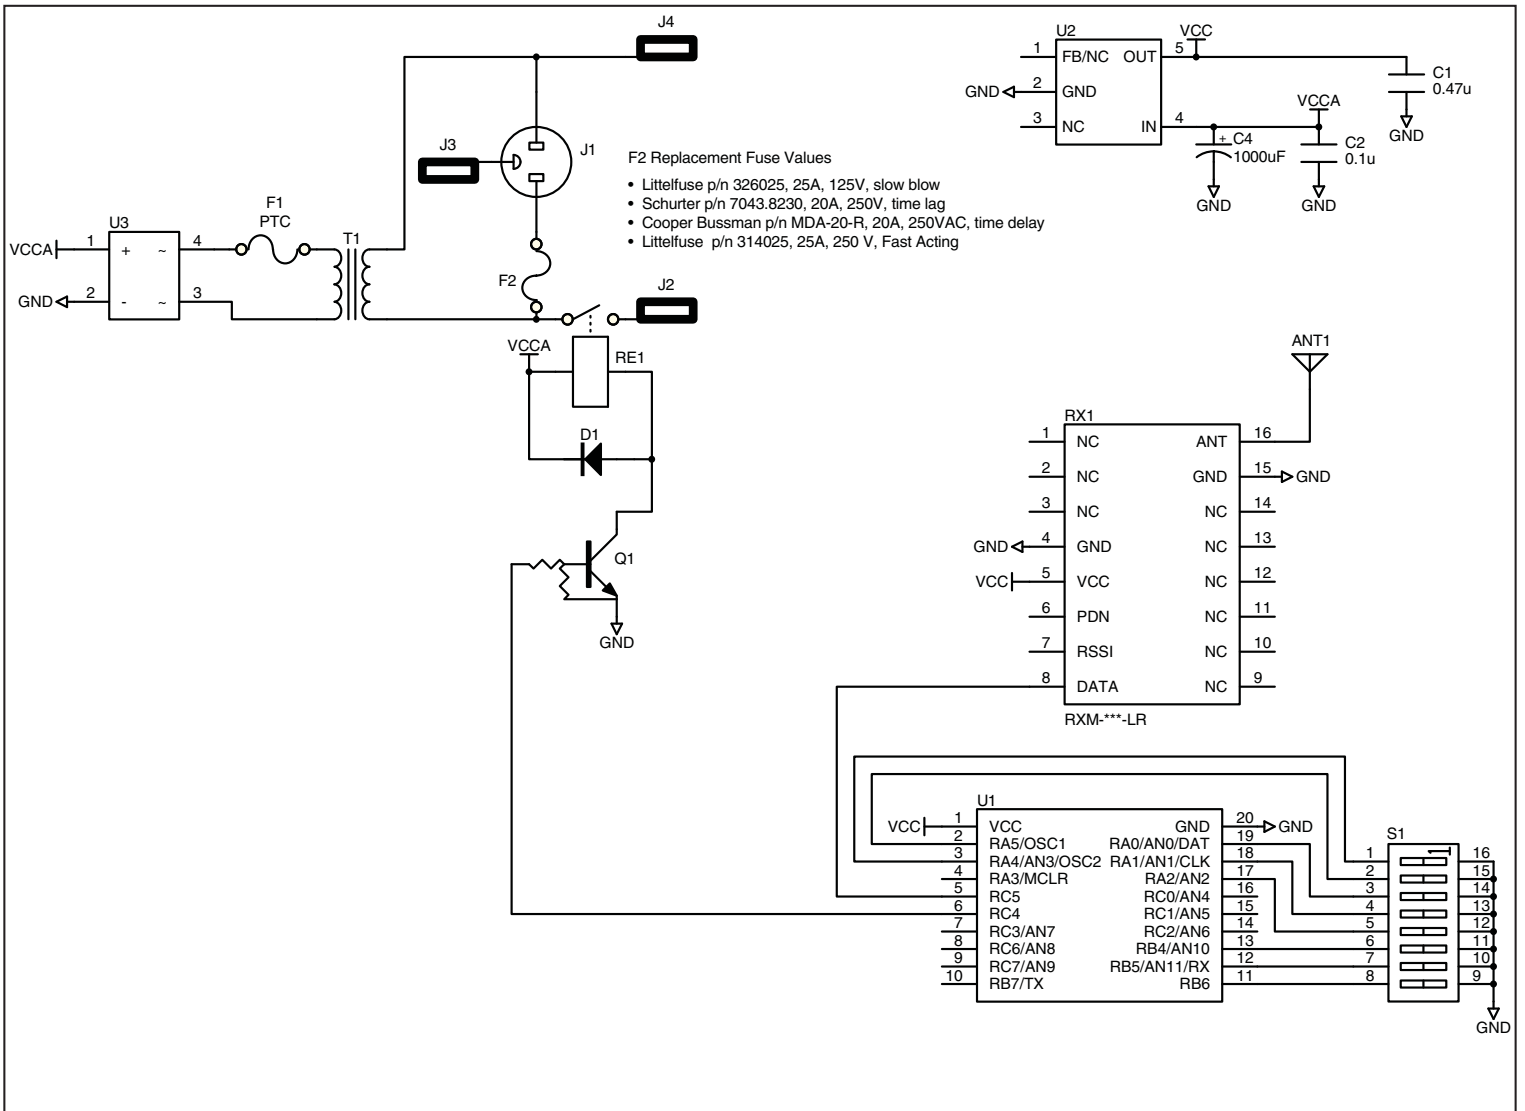 J4
J3
J1
F2 Replacement Fuse Values
• Littelfuse p/n 326025, 25A, 125V, slow blow
• Schurter p/n 7043.8230, 20A, 250V, time lag
• Cooper Bussman p/n MDA-20-R, 20A, 250VAC, time delay
• Littelfuse p/n 314025, 25A, 250 V, Fast Acting
F1
PTC
U3
T1
VCCA 1 + ~ 4
GND 2 - ~ 3
F2
J2
VCCA
RE1
D1
Q1
GND
U2
VCC
1 FB/NC OUT 5
GND 2 GND
3 NC IN 4
C1
0.47u
GND
VCCA
+ C4
1000uF
GND
C2
0.1u
GND
ANT1
RX1
1 NC ANT 16
2 NC GND 15 GND
3 NC NC 14
GND 4 GND NC 13
VCC 5 VCC NC 12
6 PDN NC 11
7 RSSI NC 10
8 DATA NC 9
RXM-***-LR
U1
VCC 1 VCC GND 20 GND
2 RA5/OSC1 RA0/AN0/DAT 19
3 RA4/AN3/OSC2 RA1/AN1/CLK 18
4 RA3/MCLR RA2/AN2 17
5 RC5 RC0/AN4 16
6 RC4 RC1/AN5 15
7 RC3/AN7 RC2/AN6 14
8 RC6/AN8 RB4/AN10 13
9 RC7/AN9 RB5/AN11/RX 12
10 RB7/TX RB6 11
S1
1
1 16
2 15
3 14
4 13
5 12
6 11
7 10
8 9
GND